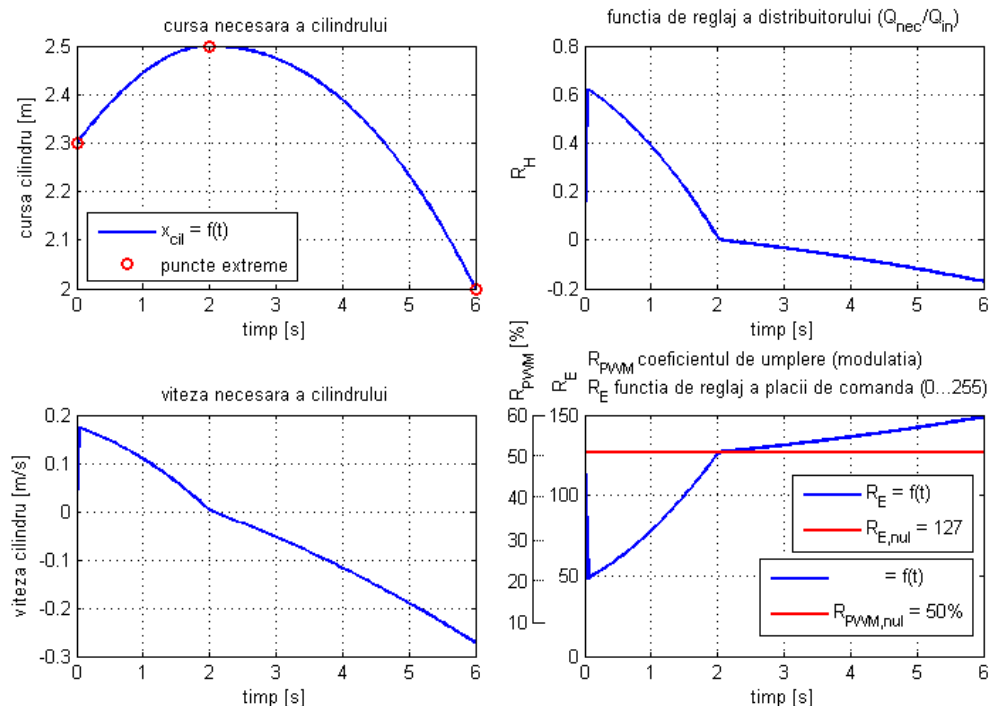 cursa necesara a cilindrului
cursa cilindru [m]
2.5
2.4
2.3
2.2
2.1
2
x_cil = f(t)
puncte extreme
0 1 2 3 4 5 6
timp [s]
functia de reglaj a distribuitorului (Q_nec/Q_in)
R_H
0.8
0.6
0.4
0.2
0
-0.2
0 1 2 3 4 5 6
timp [s]
viteza necesara a cilindrului
viteza cilindru [m/s]
0.2
0.1
0
-0.1
-0.2
-0.3
0 1 2 3 4 5 6
timp [s]
R_PWM coeficientul de umplere (modulatia)
R_E functia de reglaj a placii de comanda (0...255)
R_PWM [%]
R_E
60
50
40
30
20
10
150
100
50
0
R_E = f(t)
R_E,nul = 127
= f(t)
R_PWM,nul = 50%
0 1 2 3 4 5 6
timp [s]